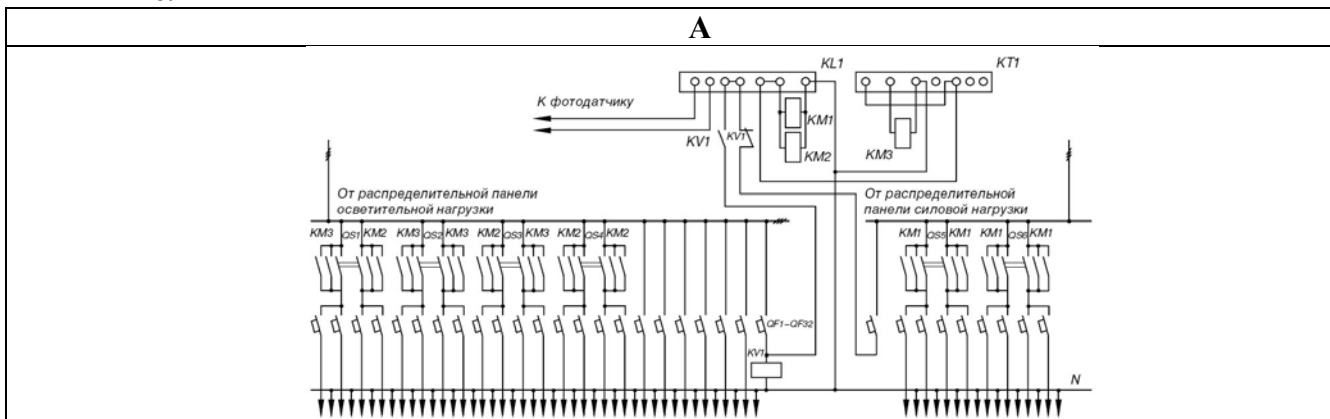 A
KL1
KT1
К фотодатчику
KM1
KV1
KV1
KM2
KM3
От распределительной панели
осветительной нагрузки
От распределительной
панели силовой нагрузки
KM3 QS1 KM2 KM3 QS2 KM3 KM2 QS3 KM3 KM2 QS4 KM2
KM1 QS5 KM1 KM1 QS6 KM1
QF1-QF32
KV1
N